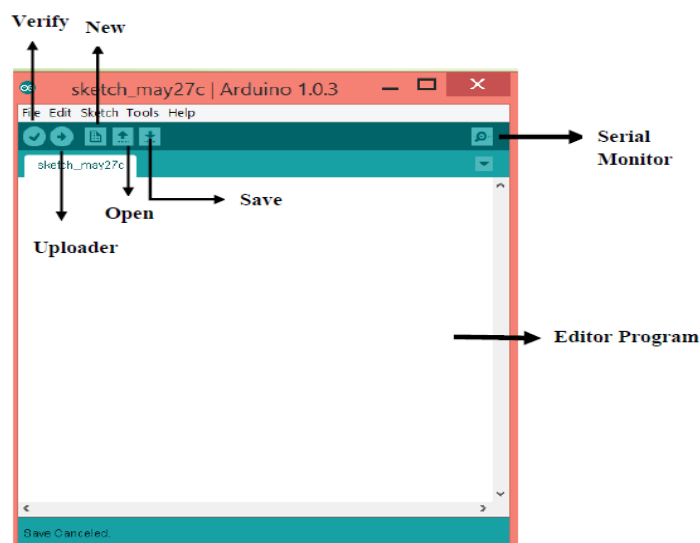 Verify
New
sketch_may27c | Arduino 1.0.3
File Edit Sketch Tools Help
sketch_may27c
Serial
Monitor
Save
Open
Uploader
Editor Program
Save Canceled.